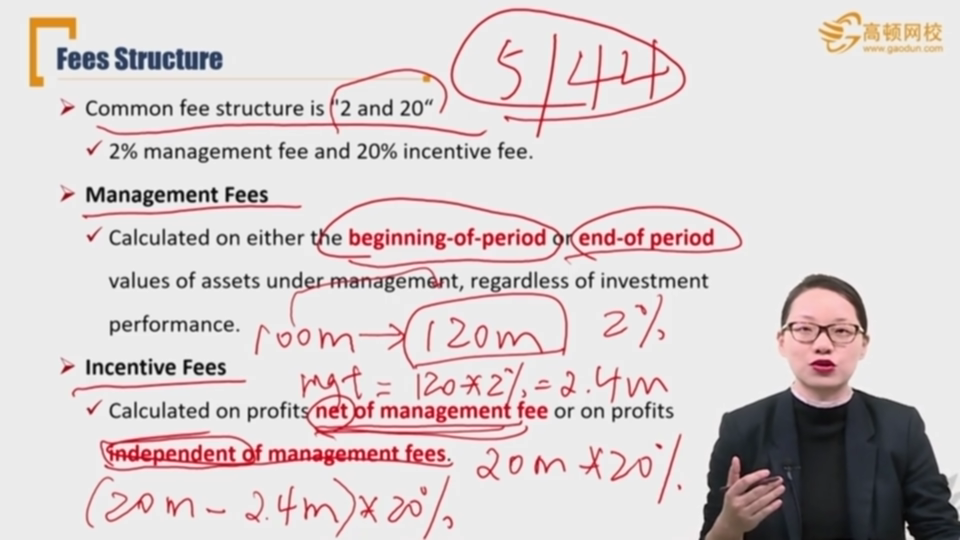 高顿网校
www.gaodun.com
Fees Structure
5/44
Common fee structure is "2 and 20“
2% management fee and 20% incentive fee.
Management Fees
Calculated on either the beginning-of-period or end-of period
values of assets under management, regardless of investment
performance.
100m → 120m 2%
Incentive Fees
mgt = 120*2% = 2.4m
Calculated on profits net of management fee or on profits
independent of management fees.
20m*20%
(20m - 2.4m)*20%